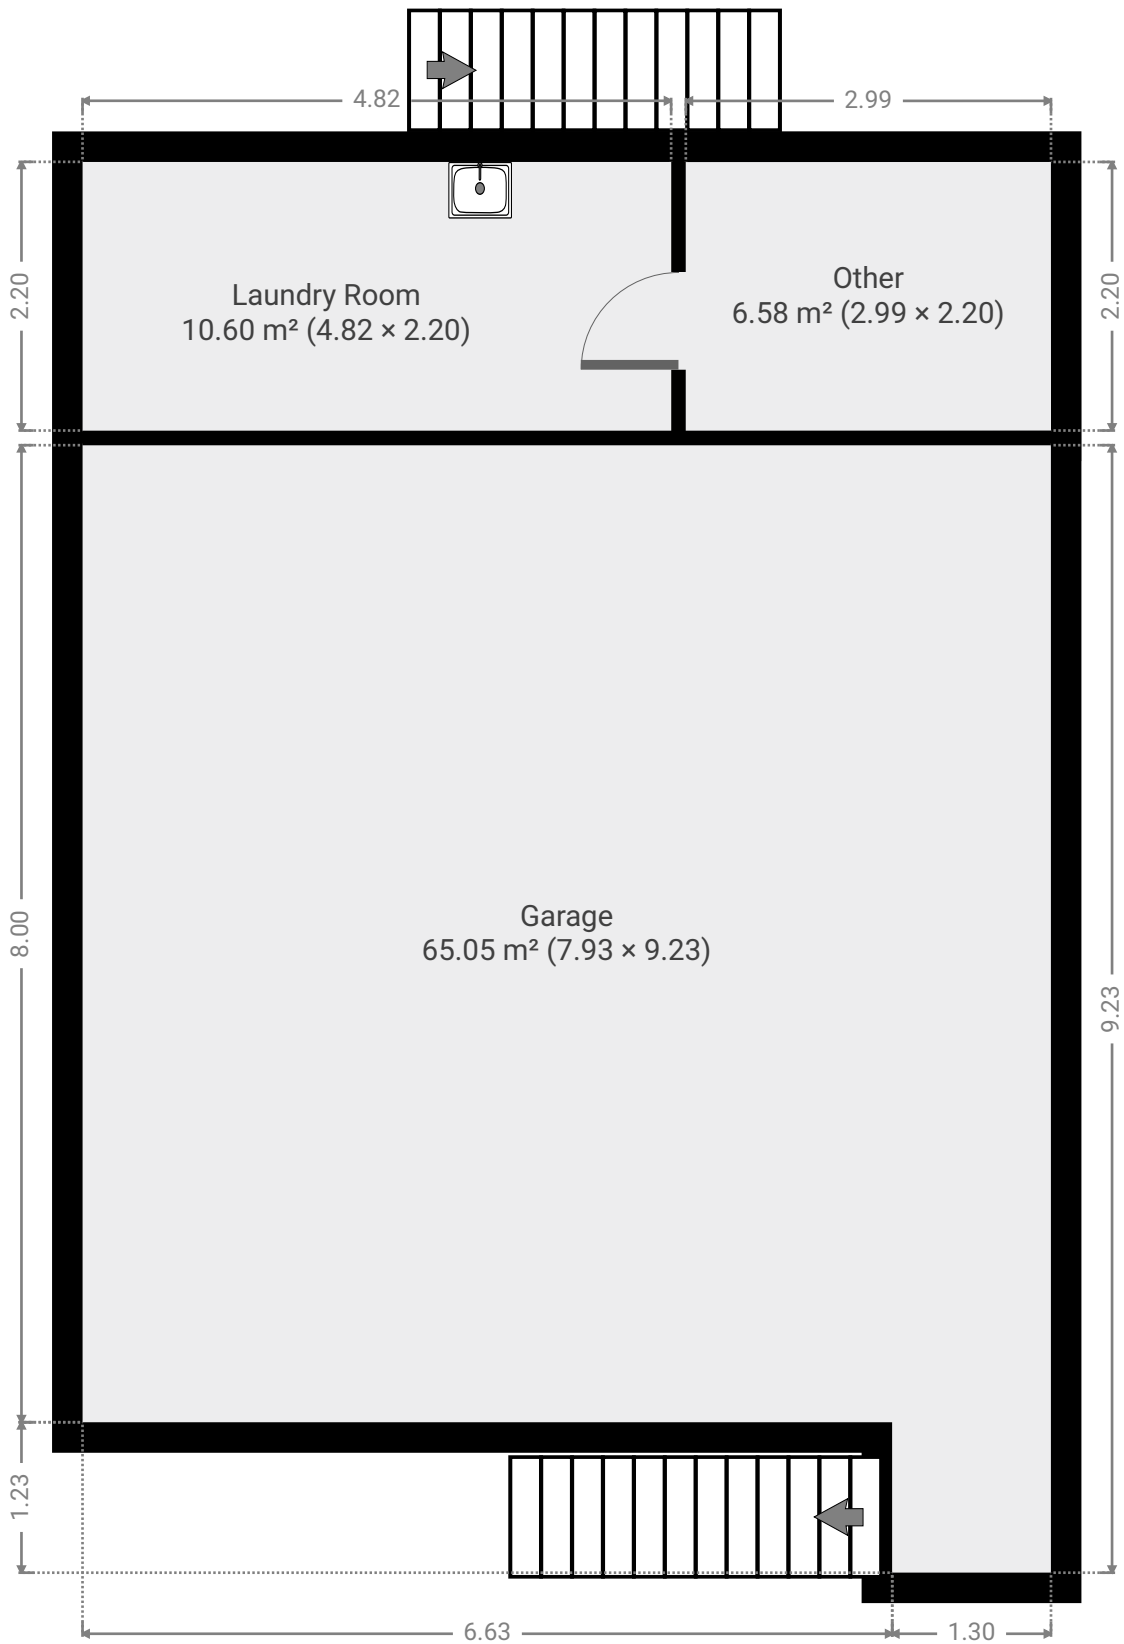 4.82
2.99
2.20
2.20
Laundry Room
10.60 m² (4.82 × 2.20)
Other
6.58 m² (2.99 × 2.20)
Garage
65.05 m² (7.93 × 9.23)
8.00
9.23
1.23
6.63
1.30